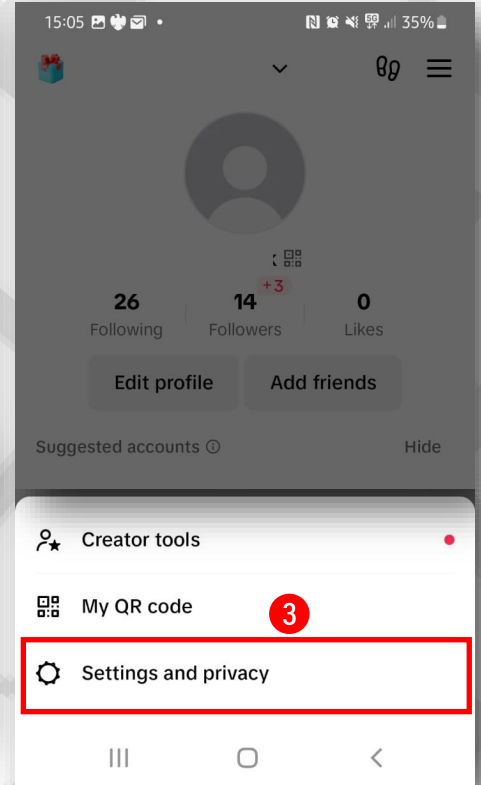 15:05 35%
+3
26 14 0
Following Followers Likes
Edit profile Add friends
Suggested accounts Hide
Creator tools
My QR code
3
Settings and privacy